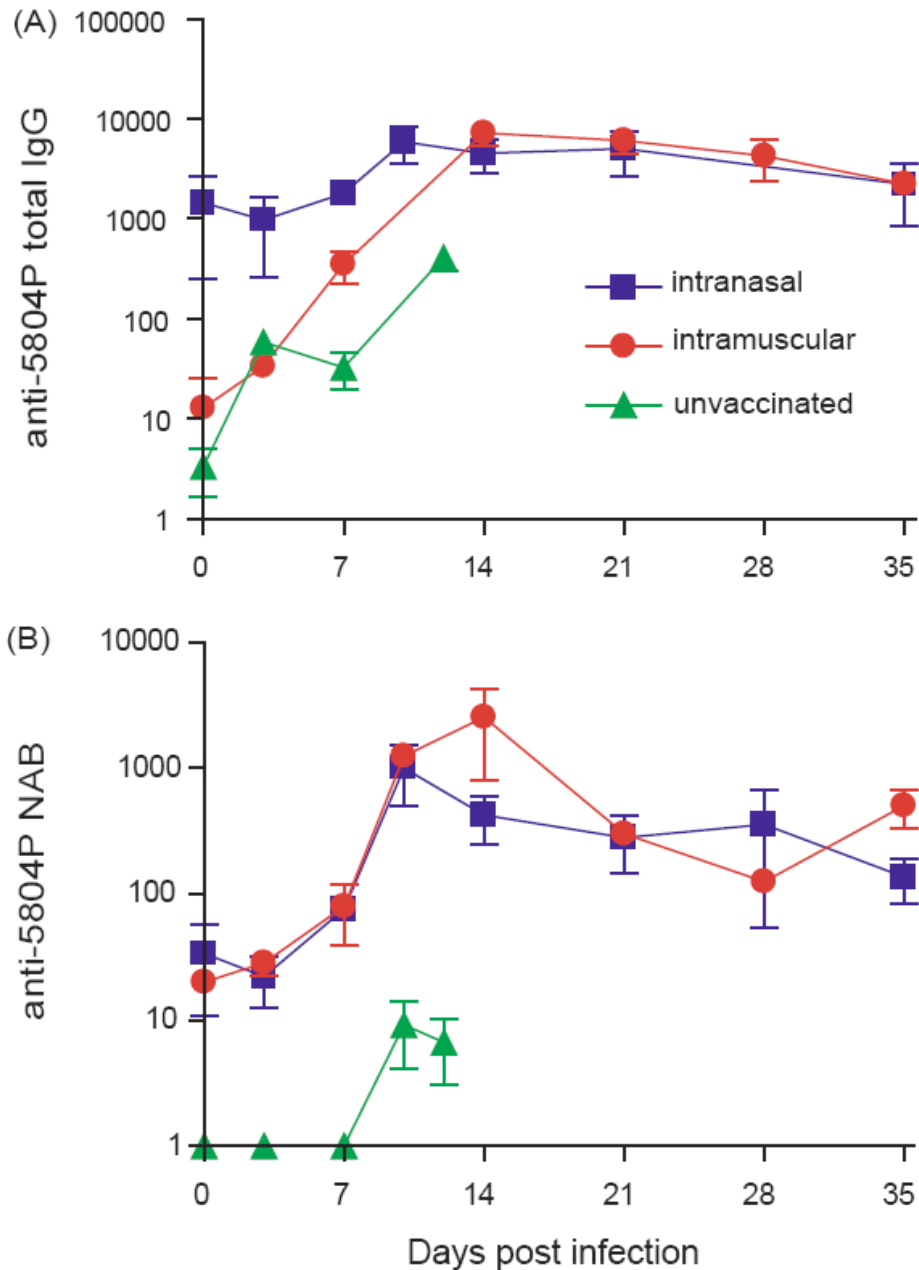 (A)
100000
10000
1000
100
10
1
anti-5804P total IgG
intranasal
intramuscular
unvaccinated
0 7 14 21 28 35
(B)
10000
1000
100
10
1
anti-5804P NAB
0 7 14 21 28 35
Days post infection